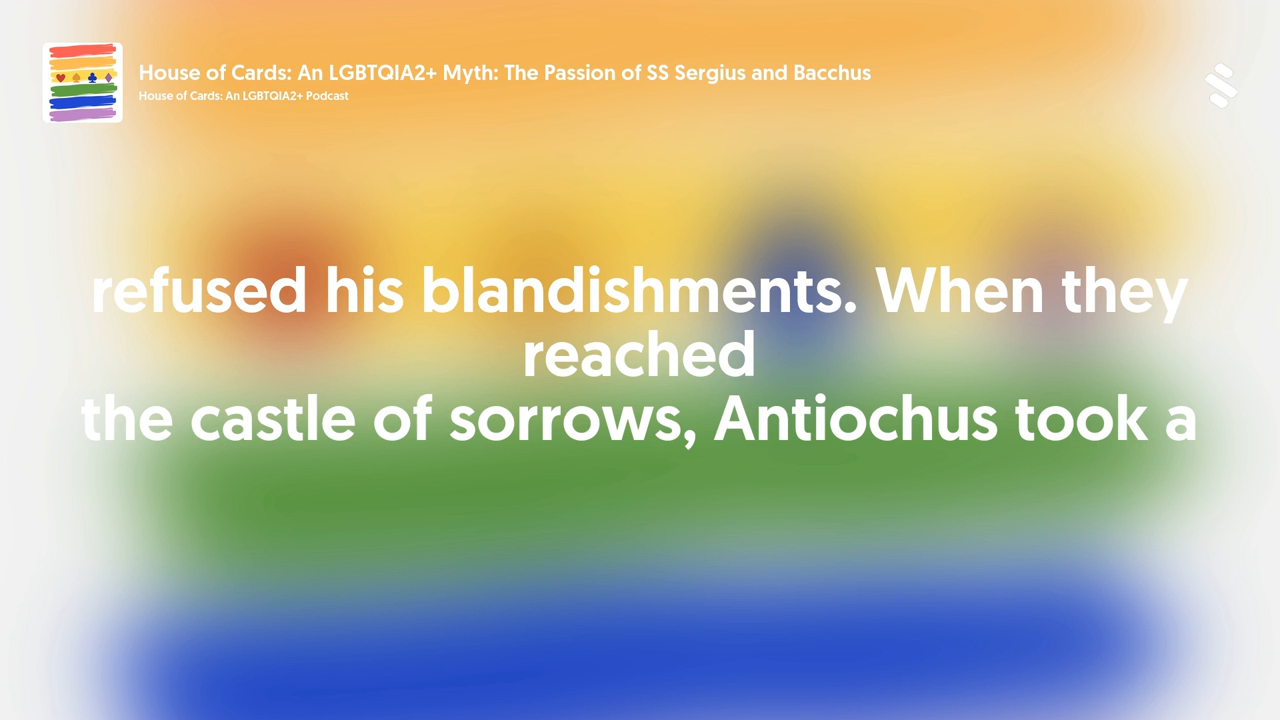 House of Cards: An LGBTQIA2+ Myth: The Passion of SS Sergius and Bacchus
House of Cards: An LGBTQIA2+ Podcast
refused his blandishments. When they
reached
the castle of sorrows, Antiochus took a